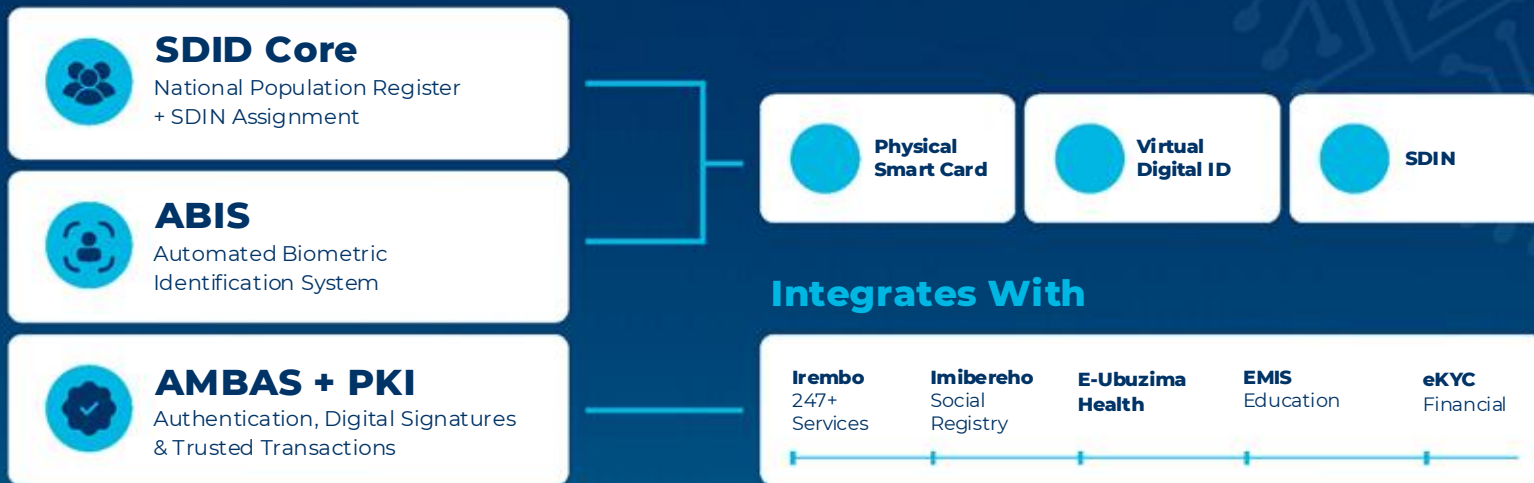 SDID Core
National Population Register
+ SDIN Assignment
ABIS
Automated Biometric
Identification System
AMBAS + PKI
Authentication, Digital Signatures
& Trusted Transactions
Physical
Smart Card
Virtual
Digital ID
SDIN
Integrates With
Irembo
247+
Services
Imibereho
Social
Registry
E-Ubuzima
Health
EMIS
Education
eKYC
Financial